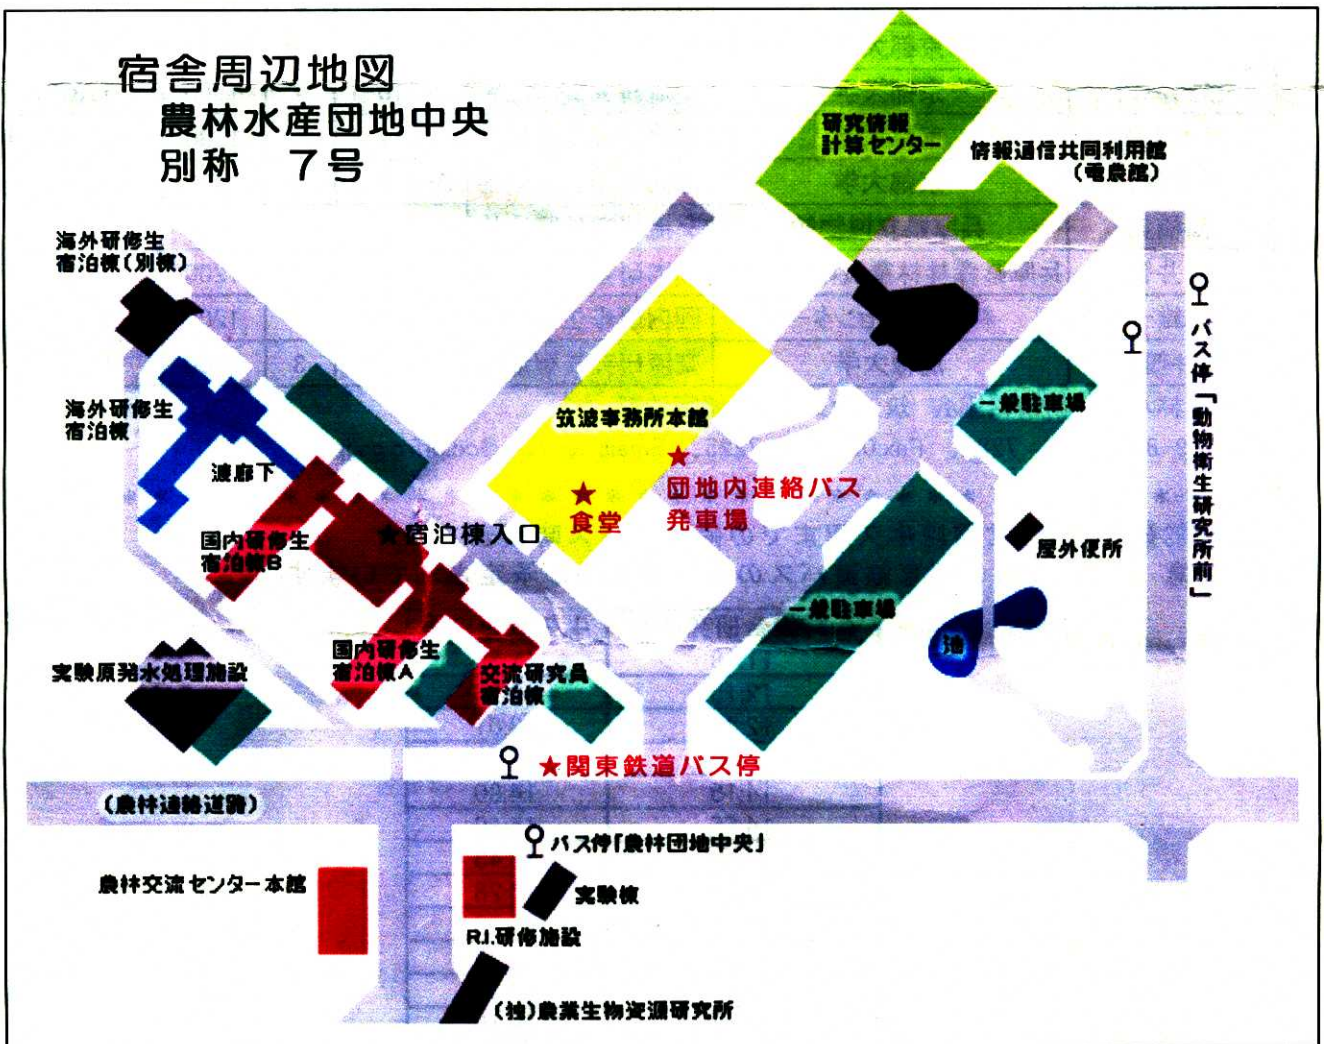 宿舎周辺地図
農林水産団地中央
別称　7号
研究情報
計算センター
情報通信共同利用館
(電農館)
海外研修生
宿泊棟(別棟)
海外研修生
宿泊棟
渡廊下
国内研修生
宿泊棟B
★宿泊棟入口
筑波事務所本館
★
食堂
★
団地内連絡バス
発車場
一般駐車場
バス停「動物衛生研究所前」
屋外便所
一般駐車場
池
国内研修生
宿泊棟A
交流研究員
宿泊棟
実験原発水処理施設
★関東鉄道バス停
(農林連絡道路)
バス停「農林団地中央」
農林交流センター本館
実験棟
R.I.研修施設
(独)農業生物資源研究所